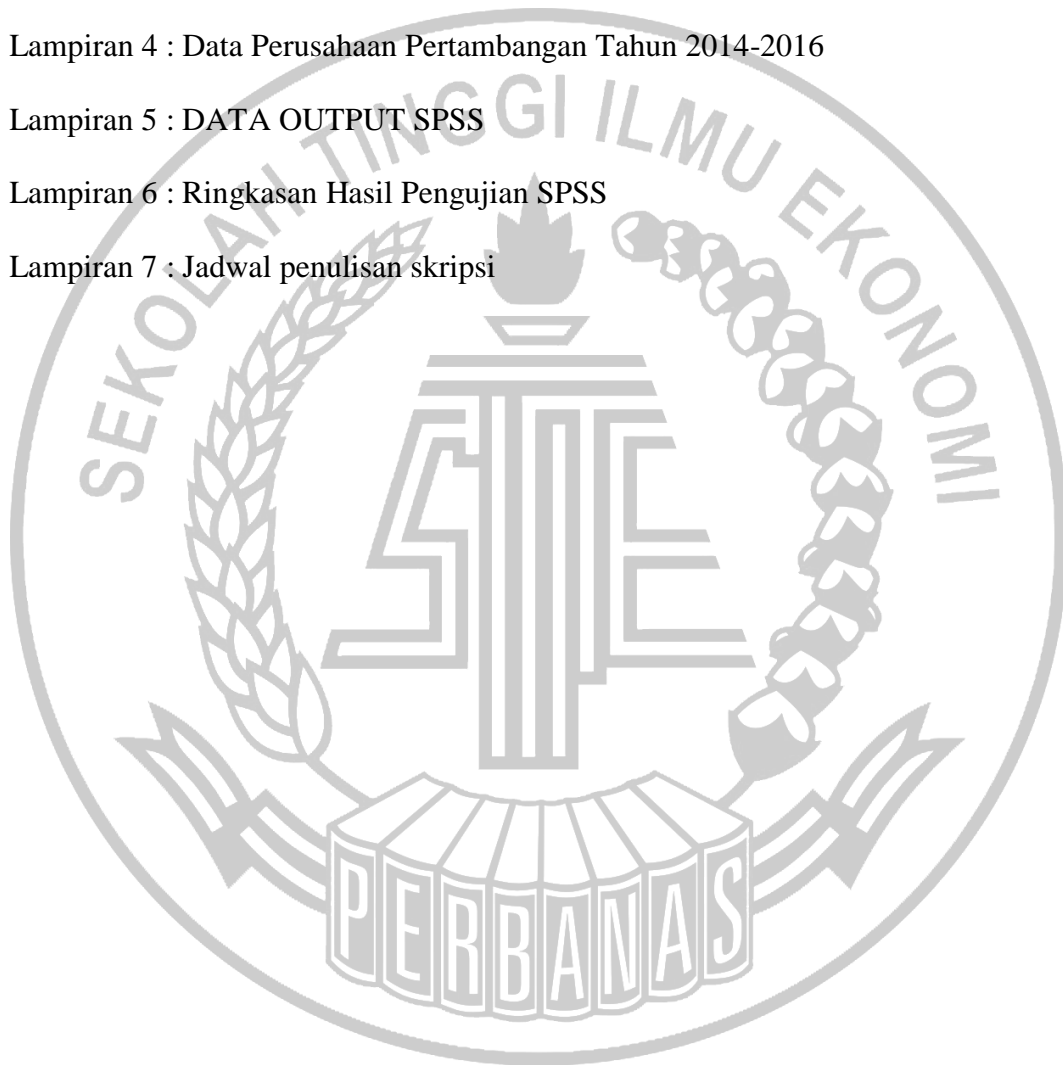 Lampiran 4 : Data Perusahaan Pertambangan Tahun 2014-2016
Lampiran 5 : DATA OUTPUT SPSS
Lampiran 6 : Ringkasan Hasil Pengujian SPSS
Lampiran 7 : Jadwal penulisan skripsi
SEKOLAH TINGGI ILMU EKONOMI
STIE
PERBANAS